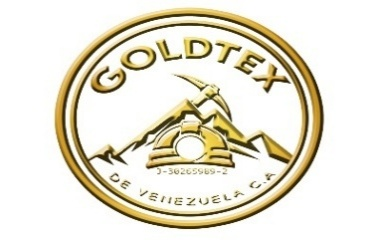 GOLDTEX
J-30265989-2
DE VENEZUELA C.A